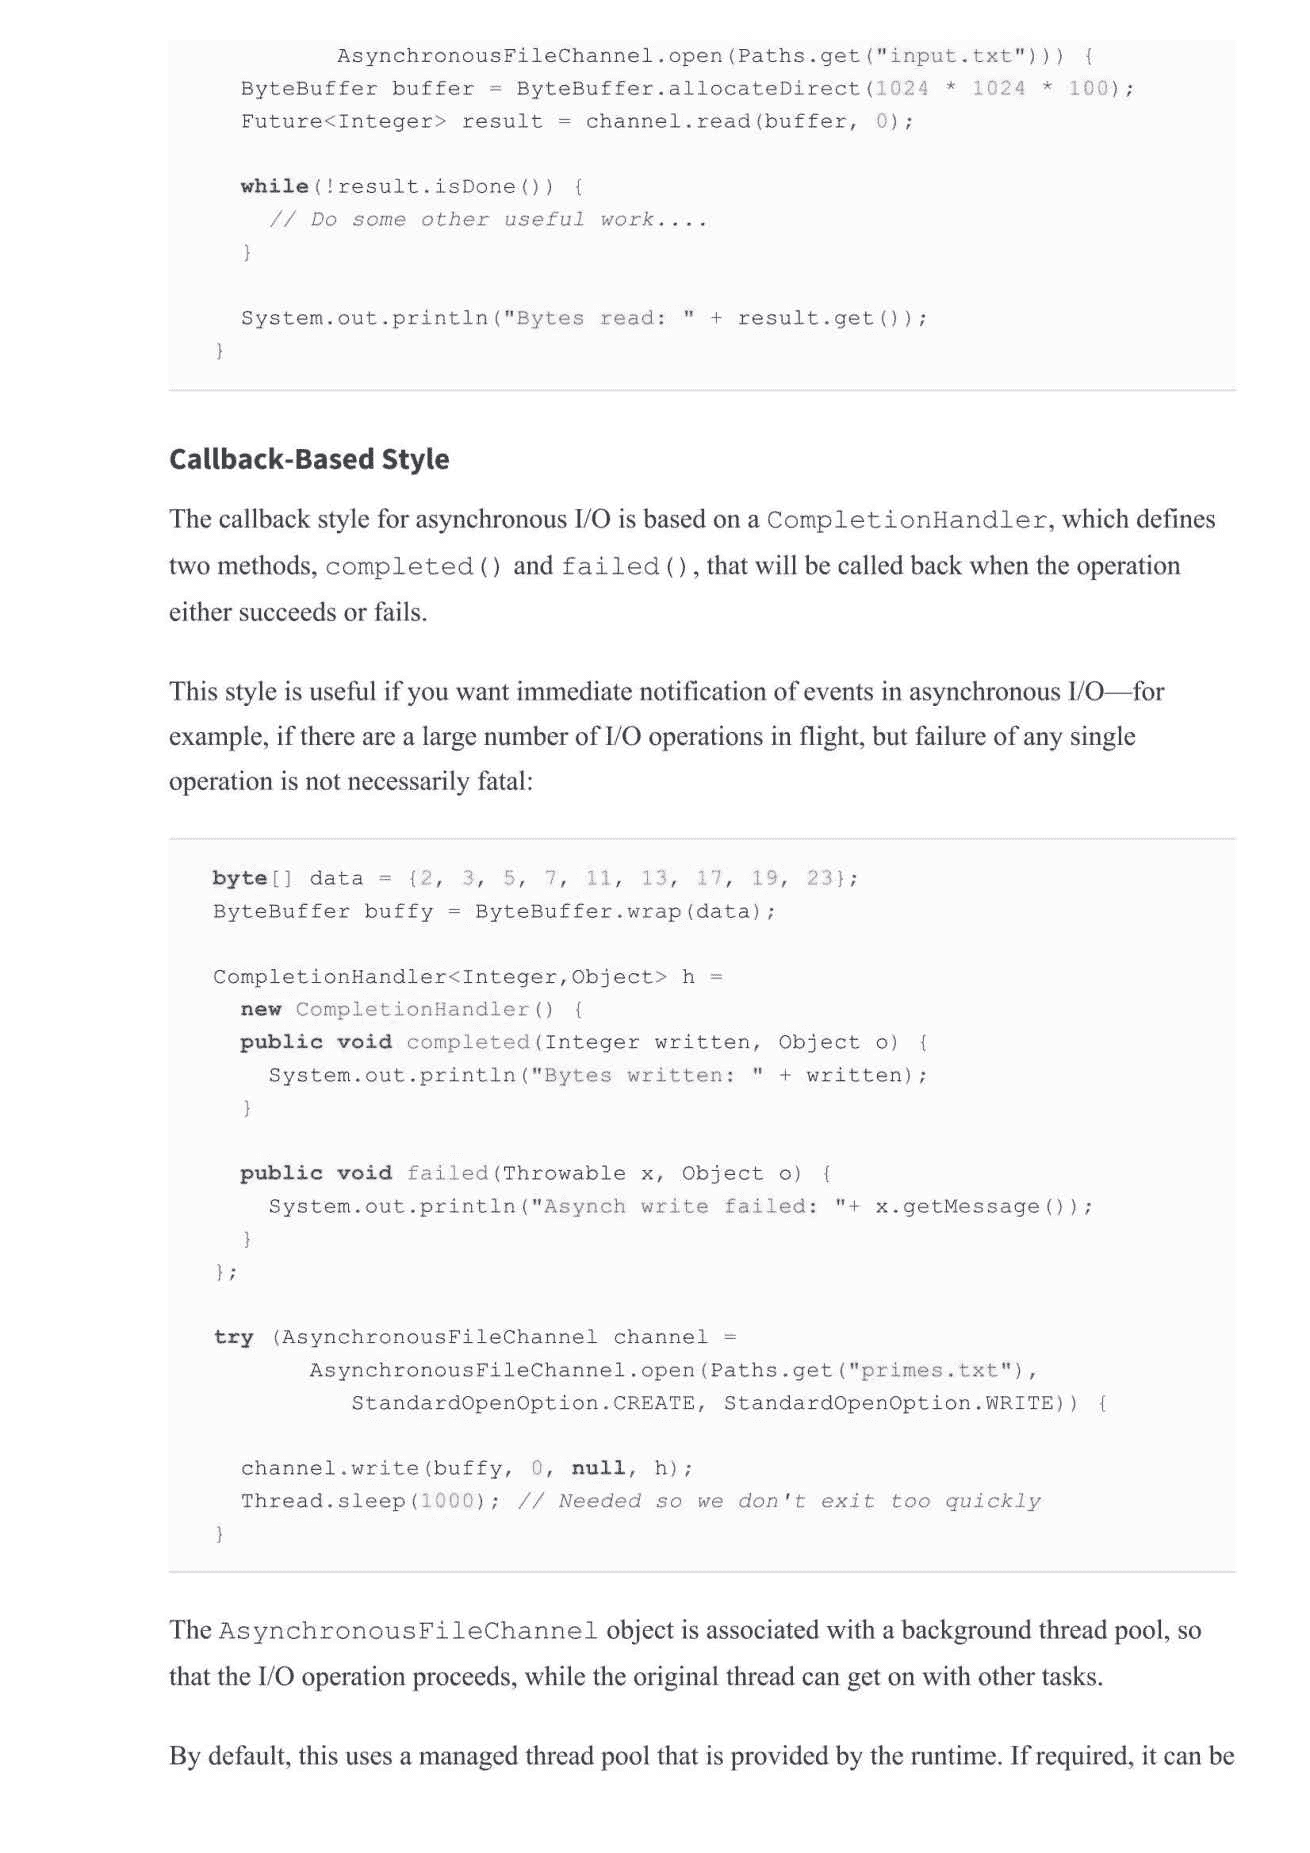 AsynchronousFileChannel.open(Paths.get("input.txt"))) {
ByteBuffer buffer = ByteBuffer.allocateDirect(1024 * 1024 * 100);
Future<Integer> result = channel.read(buffer, 0);
while(!result.isDone()) {
// Do some other useful work....
}
System.out.println("Bytes read: " + result.get());
}
Callback-Based Style
The callback style for asynchronous I/O is based on a CompletionHandler, which defines
two methods, completed() and failed(), that will be called back when the operation
either succeeds or fails.
This style is useful if you want immediate notification of events in asynchronous I/O—for
example, if there are a large number of I/O operations in flight, but failure of any single
operation is not necessarily fatal:
byte[] data = {2, 3, 5, 7, 11, 13, 17, 19, 23};
ByteBuffer buffy = ByteBuffer.wrap(data);
CompletionHandler<Integer,Object> h =
new CompletionHandler() {
public void completed(Integer written, Object o) {
System.out.println("Bytes written: " + written);
}
public void failed(Throwable x, Object o) {
System.out.println("Asynch write failed: "+ x.getMessage());
}
};
try (AsynchronousFileChannel channel =
AsynchronousFileChannel.open(Paths.get("primes.txt"),
StandardOpenOption.CREATE, StandardOpenOption.WRITE)) {
channel.write(buffy, 0, null, h);
Thread.sleep(1000); // Needed so we don't exit too quickly
}
The AsynchronousFileChannel object is associated with a background thread pool, so
that the I/O operation proceeds, while the original thread can get on with other tasks.
By default, this uses a managed thread pool that is provided by the runtime. If required, it can be